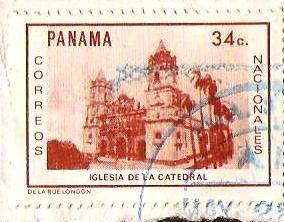 PANAMA 34c.
CORREOS
NACIONALES
IGLESIA DE LA CATEDRAL
DE LA RUE LONDON